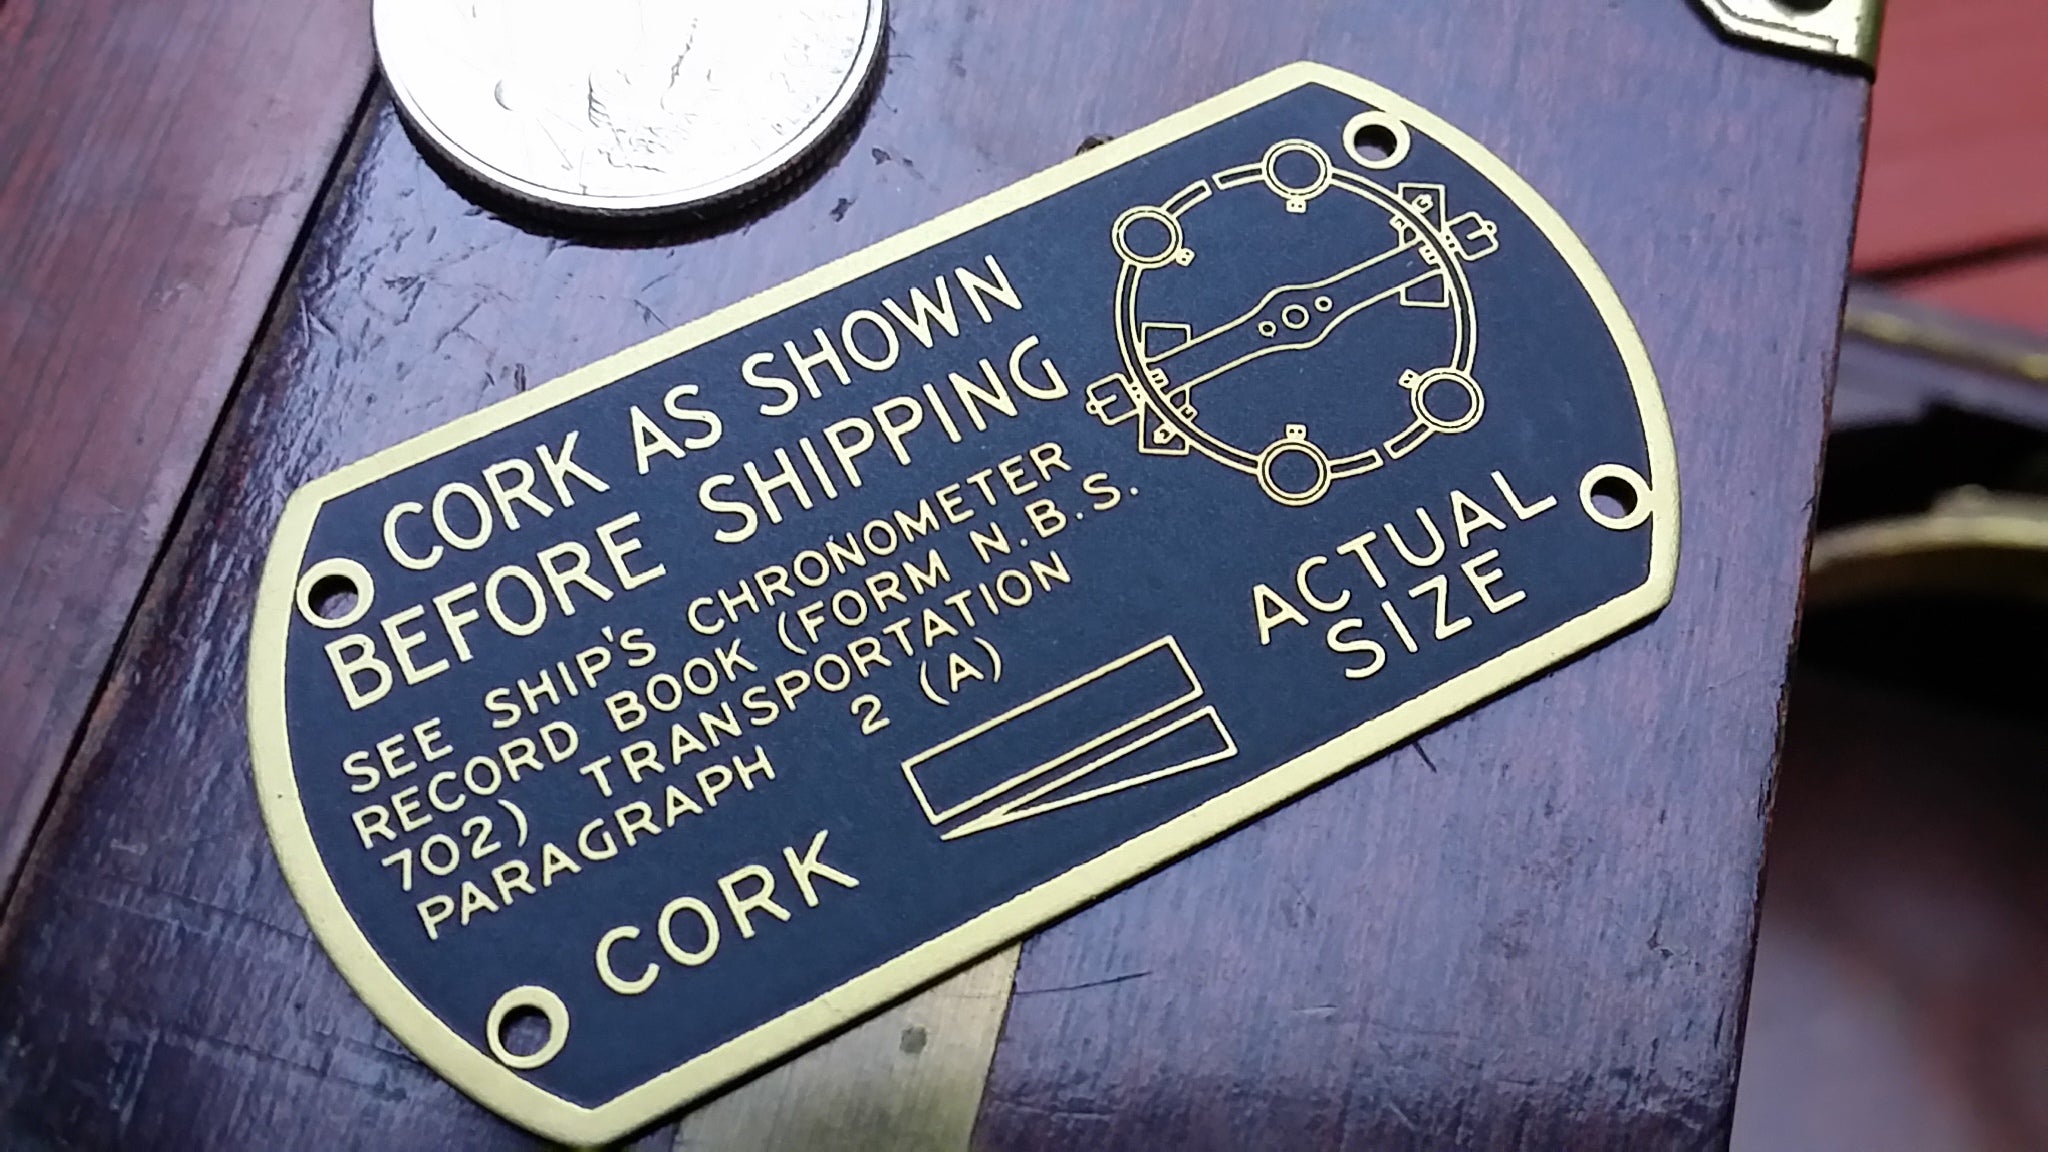 CORK AS SHOWN
BEFORE SHIPPING
SEE SHIP'S CHRONOMETER
RECORD BOOK (FORM N.B.S.
702) TRANSPORTATION
PARAGRAPH 2 (A)
CORK
ACTUAL
SIZE